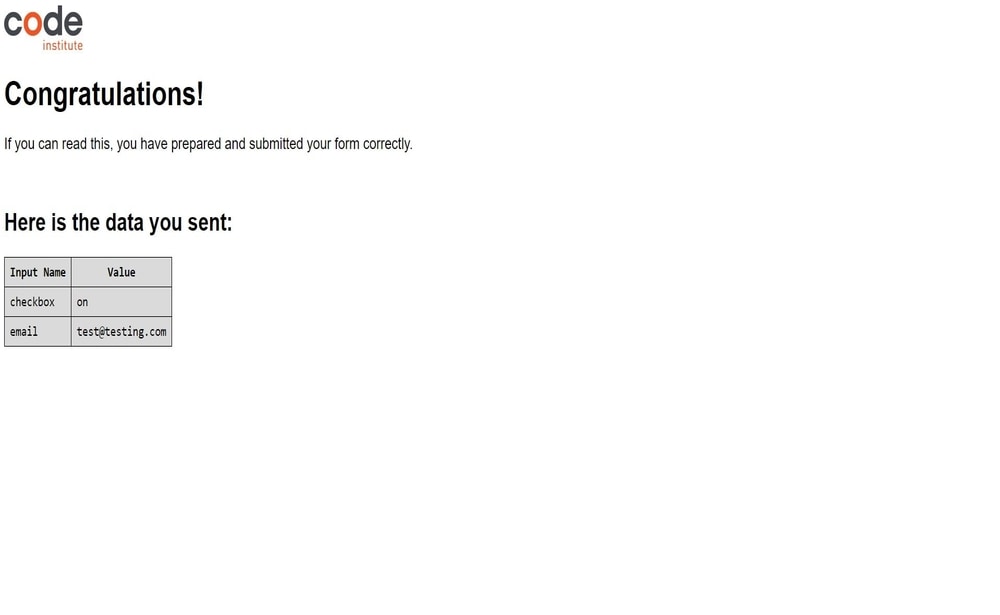 code
institute
Congratulations!
If you can read this, you have prepared and submitted your form correctly.
Here is the data you sent:
Input Name Value
checkbox on
email test@testing.com